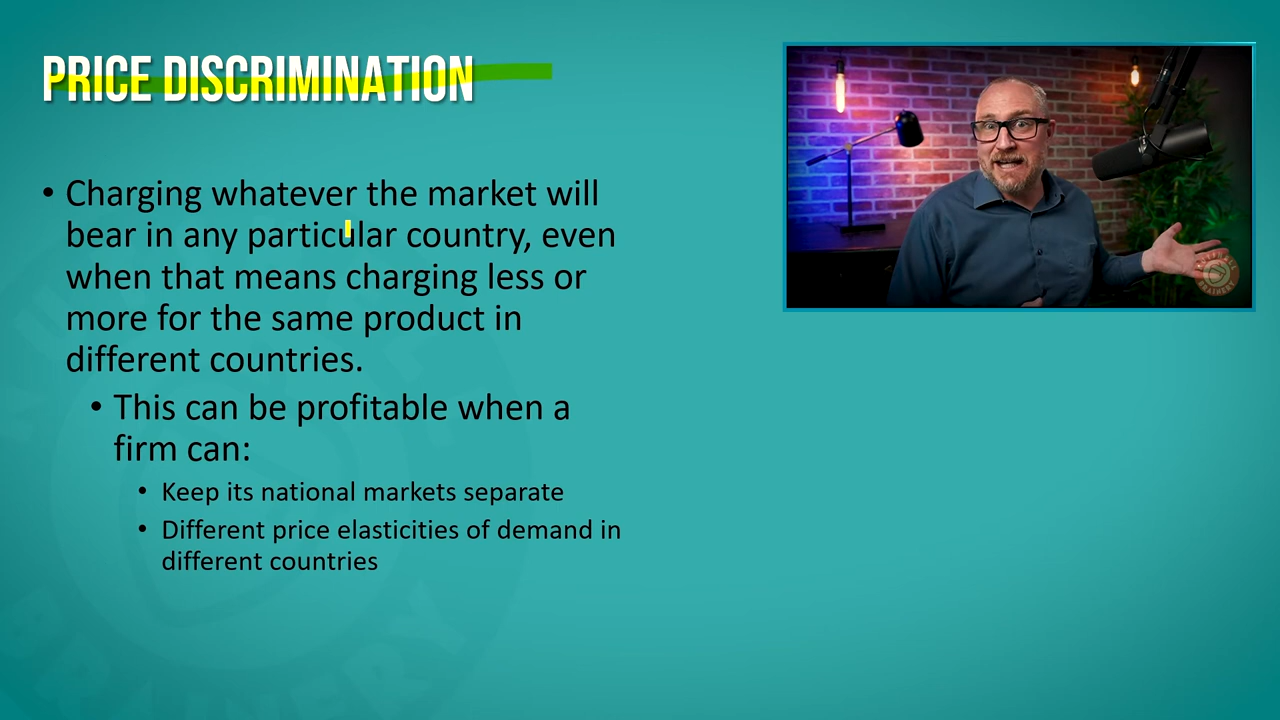 PRICE DISCRIMINATION
• Charging whatever the market will
bear in any particular country, even
when that means charging less or
more for the same product in
different countries.
• This can be profitable when a
firm can:
• Keep its national markets separate
• Different price elasticities of demand in
different countries